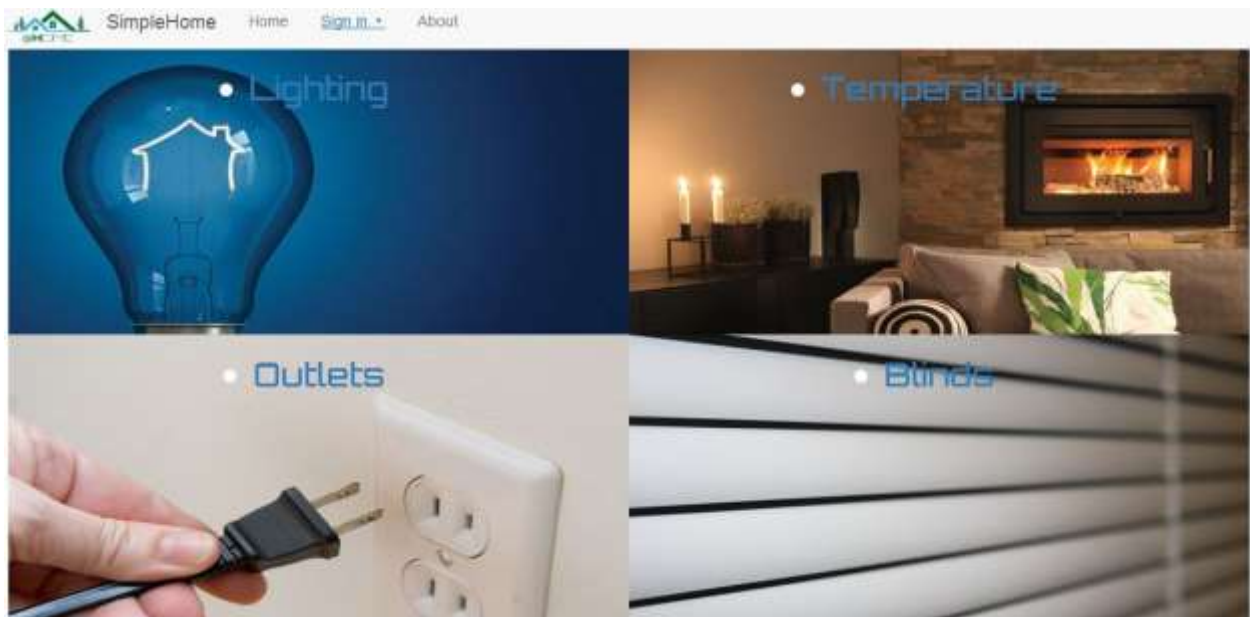 SimpleHome Home Sign in
About
• Lighting
• Temperature
• Outlets
• Blinds